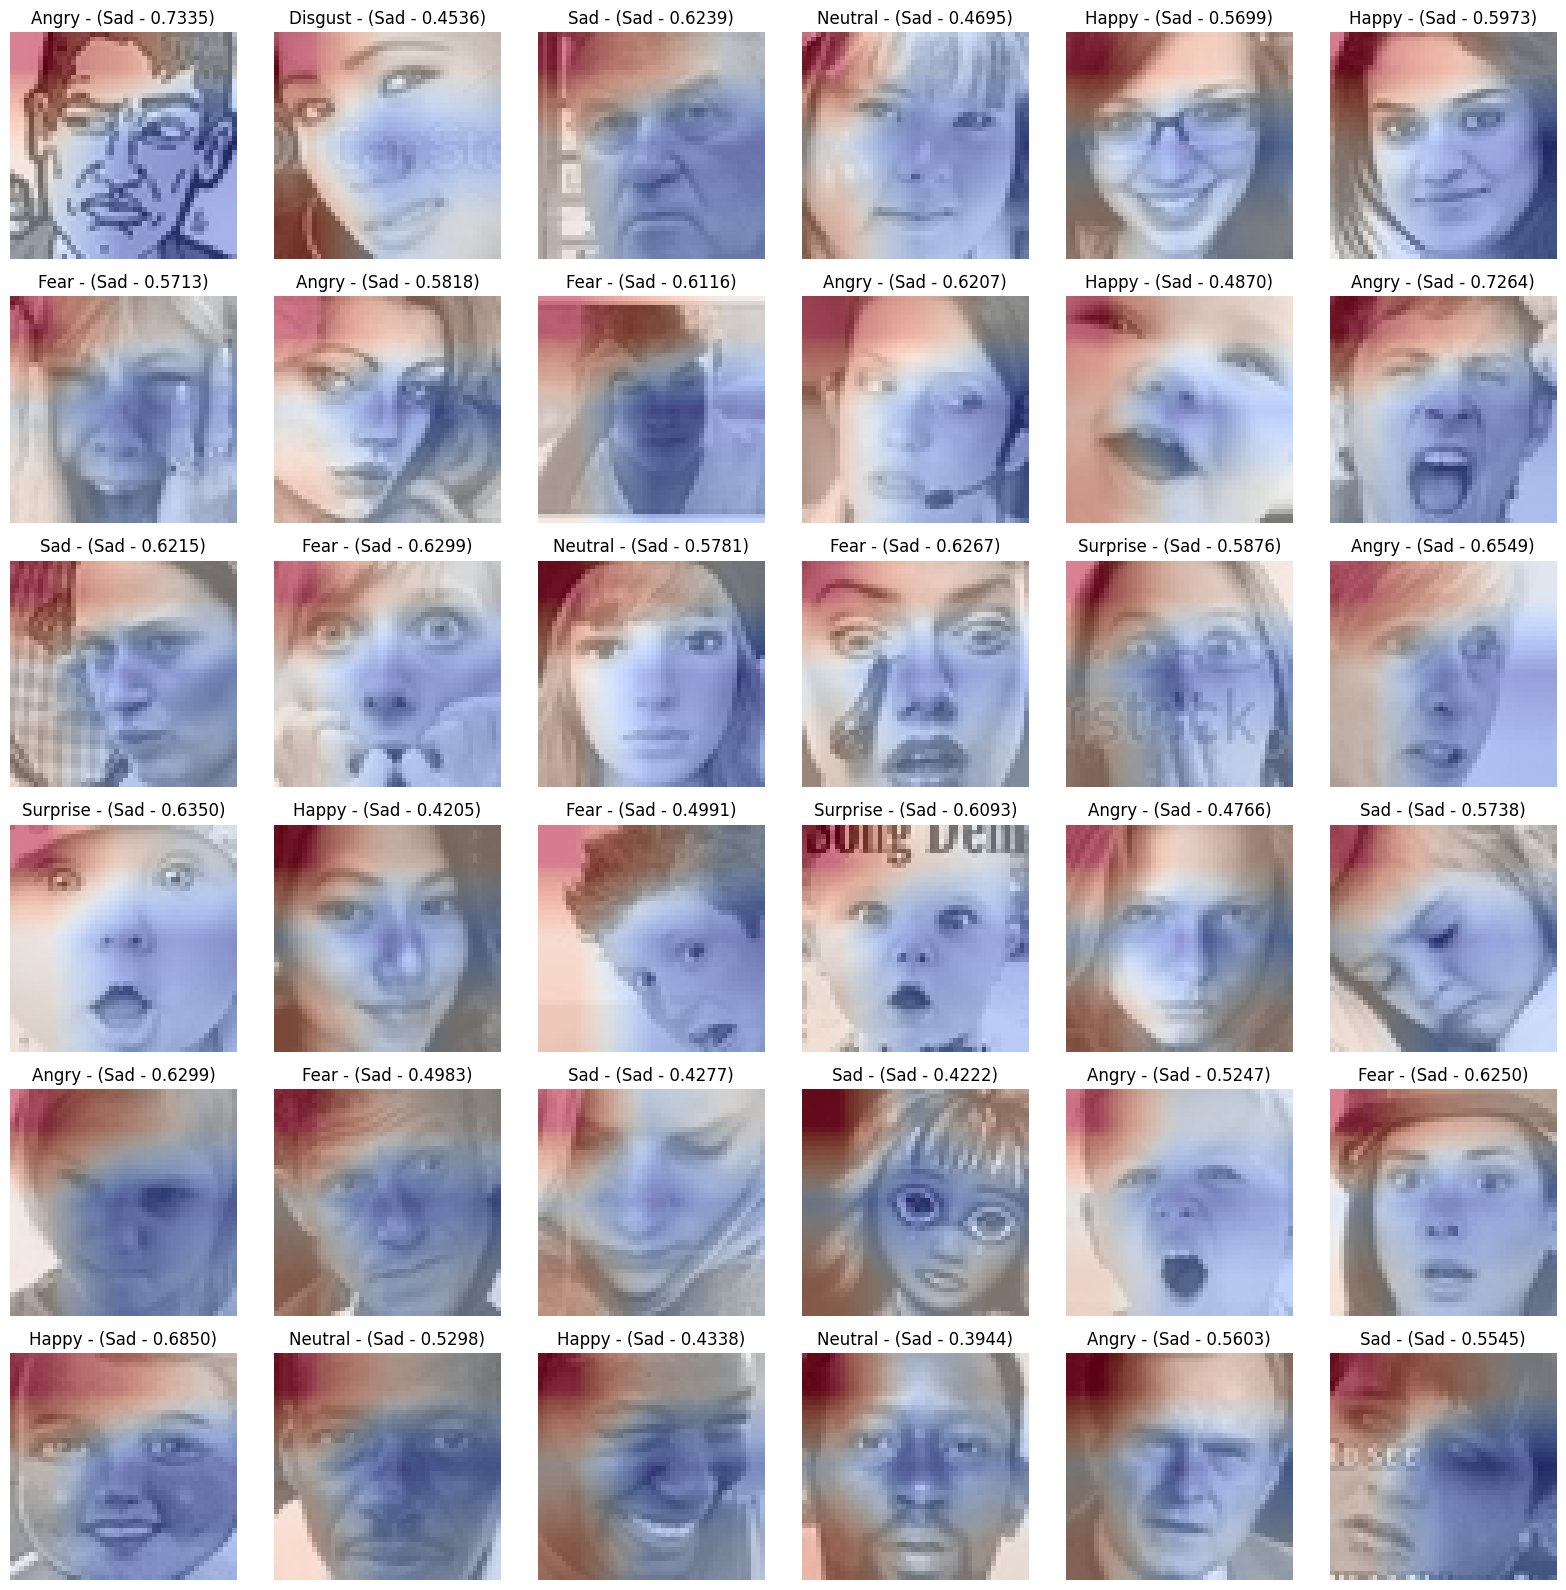 Angry - (Sad - 0.7335)
Disgust - (Sad - 0.4536)
Sad - (Sad - 0.6239)
Neutral - (Sad - 0.4695)
Happy - (Sad - 0.5699)
Happy - (Sad - 0.5973)
Fear - (Sad - 0.5713)
Angry - (Sad - 0.5818)
Fear - (Sad - 0.6116)
Angry - (Sad - 0.6207)
Happy - (Sad - 0.4870)
Angry - (Sad - 0.7264)
Sad - (Sad - 0.6215)
Fear - (Sad - 0.6299)
Neutral - (Sad - 0.5781)
Fear - (Sad - 0.6267)
Surprise - (Sad - 0.5876)
Angry - (Sad - 0.6549)
stock
Surprise - (Sad - 0.6350)
Happy - (Sad - 0.4205)
Fear - (Sad - 0.4991)
Surprise - (Sad - 0.6093)
Angry - (Sad - 0.4766)
Sad - (Sad - 0.5738)
Song Dem
Angry - (Sad - 0.6299)
Fear - (Sad - 0.4983)
Sad - (Sad - 0.4277)
Sad - (Sad - 0.4222)
Angry - (Sad - 0.5247)
Fear - (Sad - 0.6250)
Happy - (Sad - 0.6850)
Neutral - (Sad - 0.5298)
Happy - (Sad - 0.4338)
Neutral - (Sad - 0.3944)
Angry - (Sad - 0.5603)
Sad - (Sad - 0.5545)